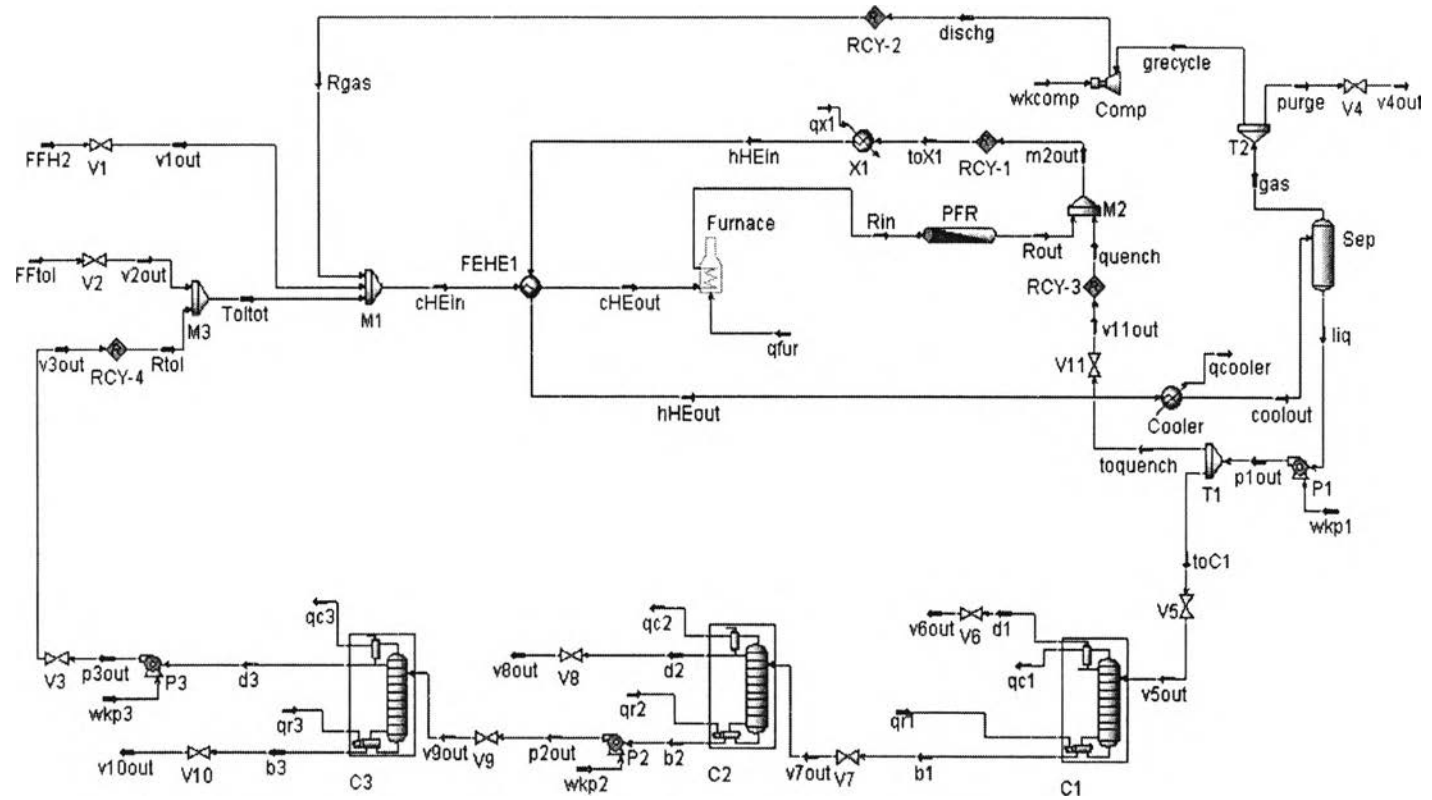 R
RCY-2
dischg
grecycle
Rgas
wkcomp
Comp
purge
V4
v4out
qx1
FFH2
V1
v1out
hHEin
X1
toX1
R
RCY-1
m2out
T2
gas
Furnace
Rin
PFR
Rout
M2
Sep
FFtol
V2
v2out
FEHE1
quench
M3
Toltot
M1
cHEin
cHEout
RCY-3
R
v3out
R
RCY-4
Rtol
qfur
v11out
liq
V11
qcooler
hHEout
Cooler
coolout
toquench
T1
p1out
P1
wkp1
toC1
V5
qc3
qc2
v6out
V6
d1
V3
p3out
P3
d3
v8out
V8
d2
qc1
v5out
wkp3
qr3
qr2
qr1
v10out
V10
b3
v9out
V9
p2out
P2
b2
v7out
V7
b1
wkp2
C3
C2
C1